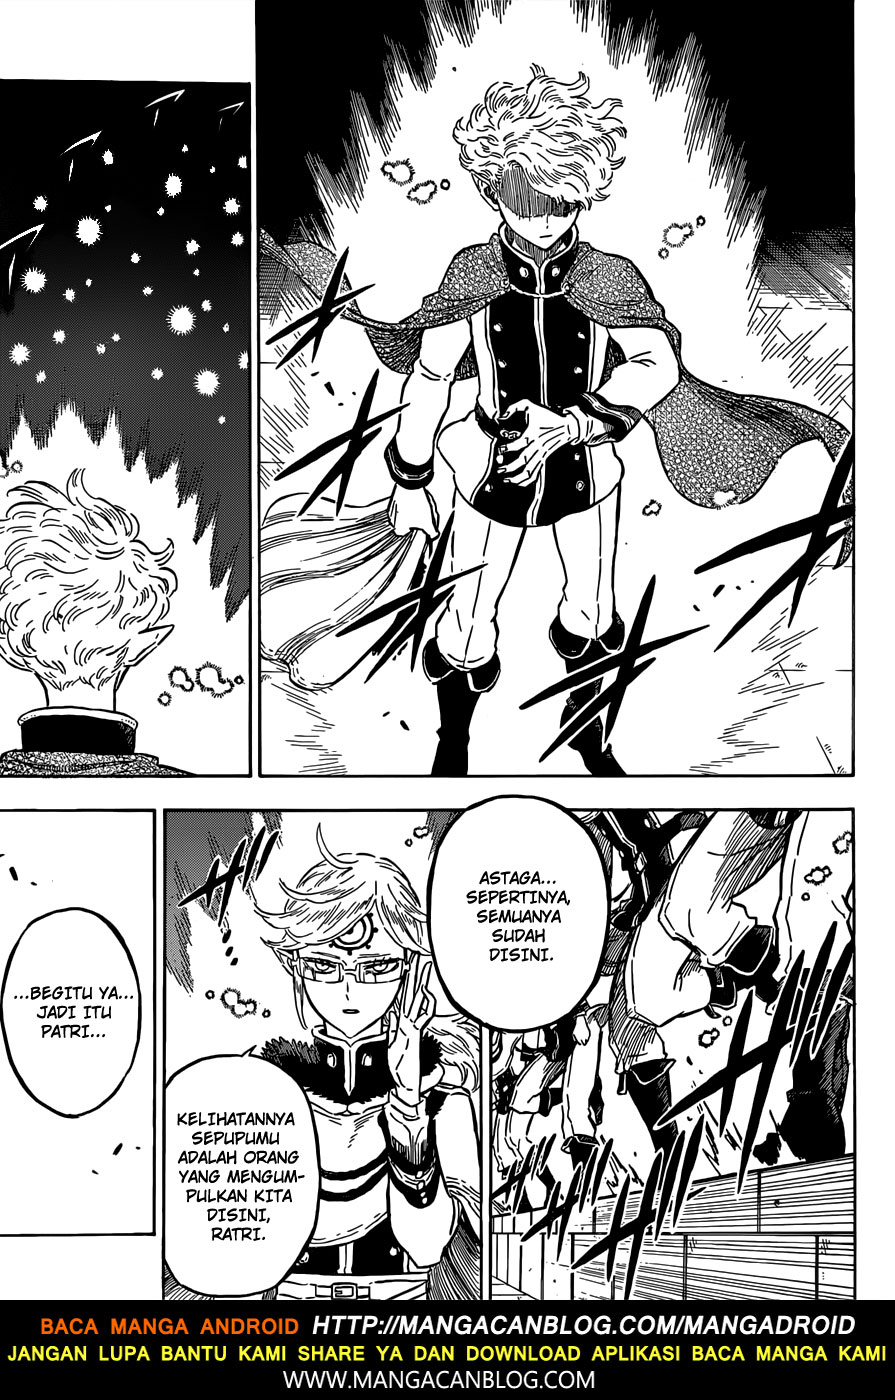 ASTAGA...
SEPERTINYA,
SEMUANYA
SUDAH
DISINI.
KELIHATANNYA
SEPUPUMU
ADALAH ORANG
YANG MENGUM-
PULKAN KITA
DISINI,
RATRI.
...BEGITU YA...
JADI ITU
PATRI...
BACA MANGA ANDROID HTTP://MANGACANBLOG.COM/MANGADROID
JANGAN LUPA BANTU KAMI SHARE YA DAN DOWNLOAD APLIKASI BACA MANGA KAMI
WWW.MANGACANBLOG.COM